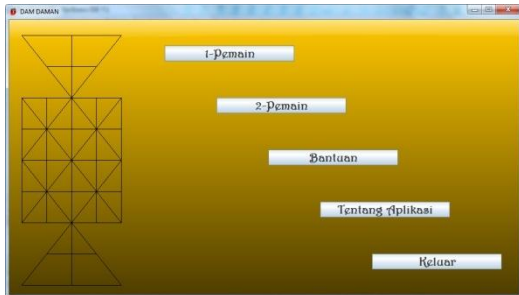 DAM DAMAN
1-Pemain
2-Pemain
Bantuan
Tentang Aplikasi
Keluar